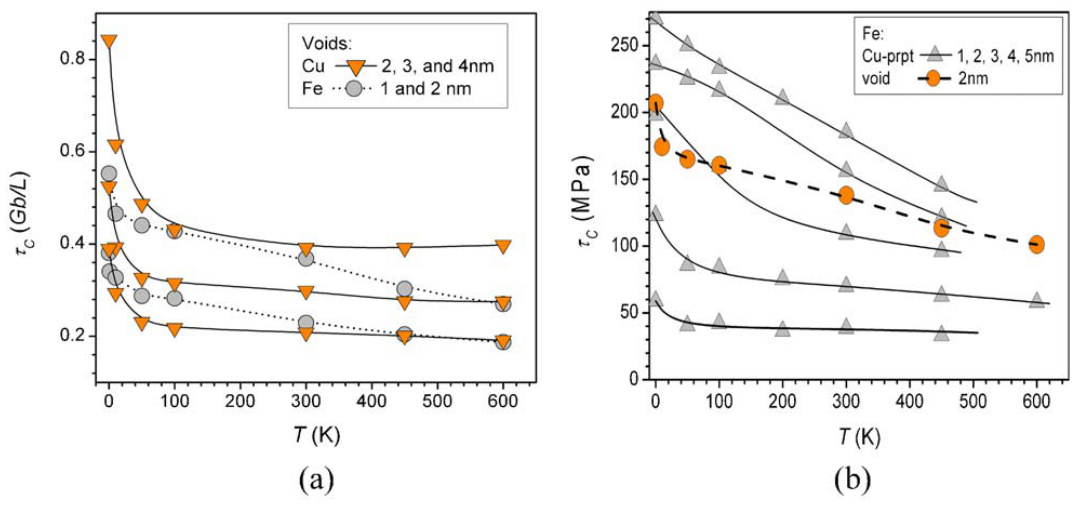 Voids:
Cu 2, 3, and 4nm
Fe 1 and 2 nm
0.8
0.6
0.4
0.2
τC (Gb/L)
0 100 200 300 400 500 600
T (K)
(a)
Fe:
Cu-prpt 1, 2, 3, 4, 5nm
void 2nm
250
200
150
100
50
0
τC (MPa)
0 100 200 300 400 500 600
T (K)
(b)